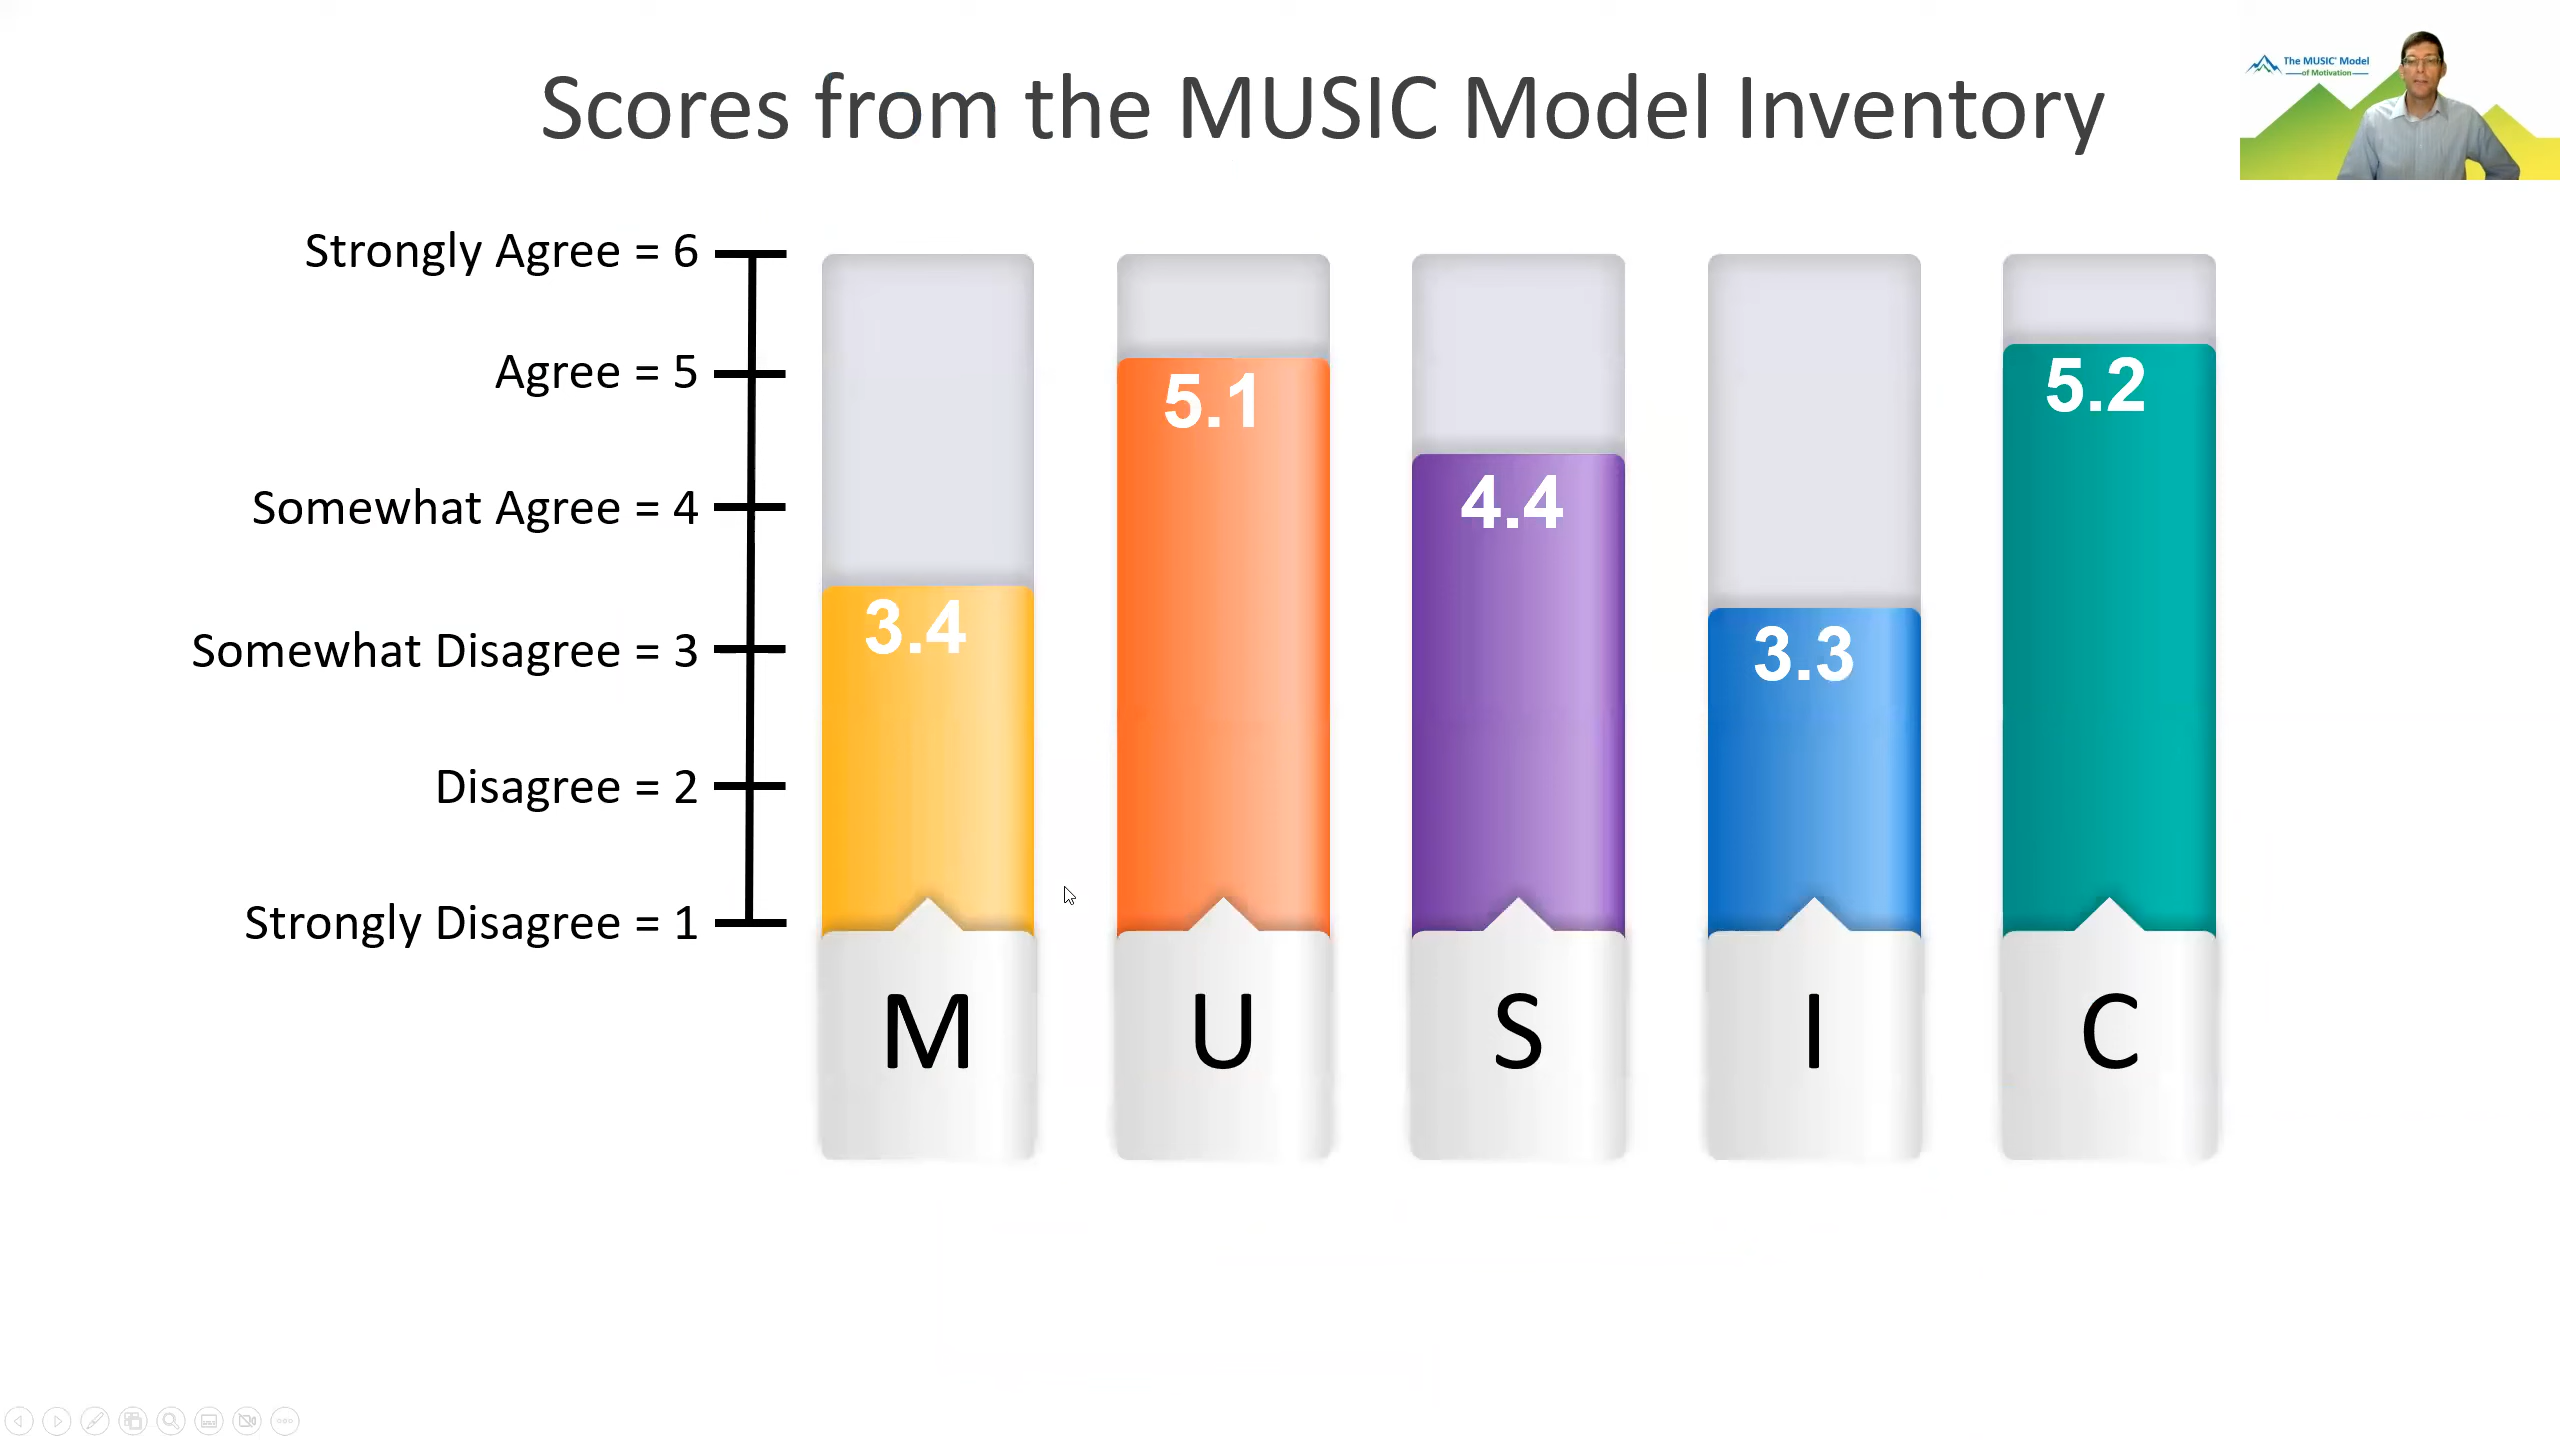 Scores from the MUSIC Model Inventory
The MUSIC® Model
of Motivation
Strongly Agree = 6
Agree = 5
Somewhat Agree = 4
Somewhat Disagree = 3
Disagree = 2
Strongly Disagree = 1
3.4
5.1
4.4
3.3
5.2
M
U
S
I
C